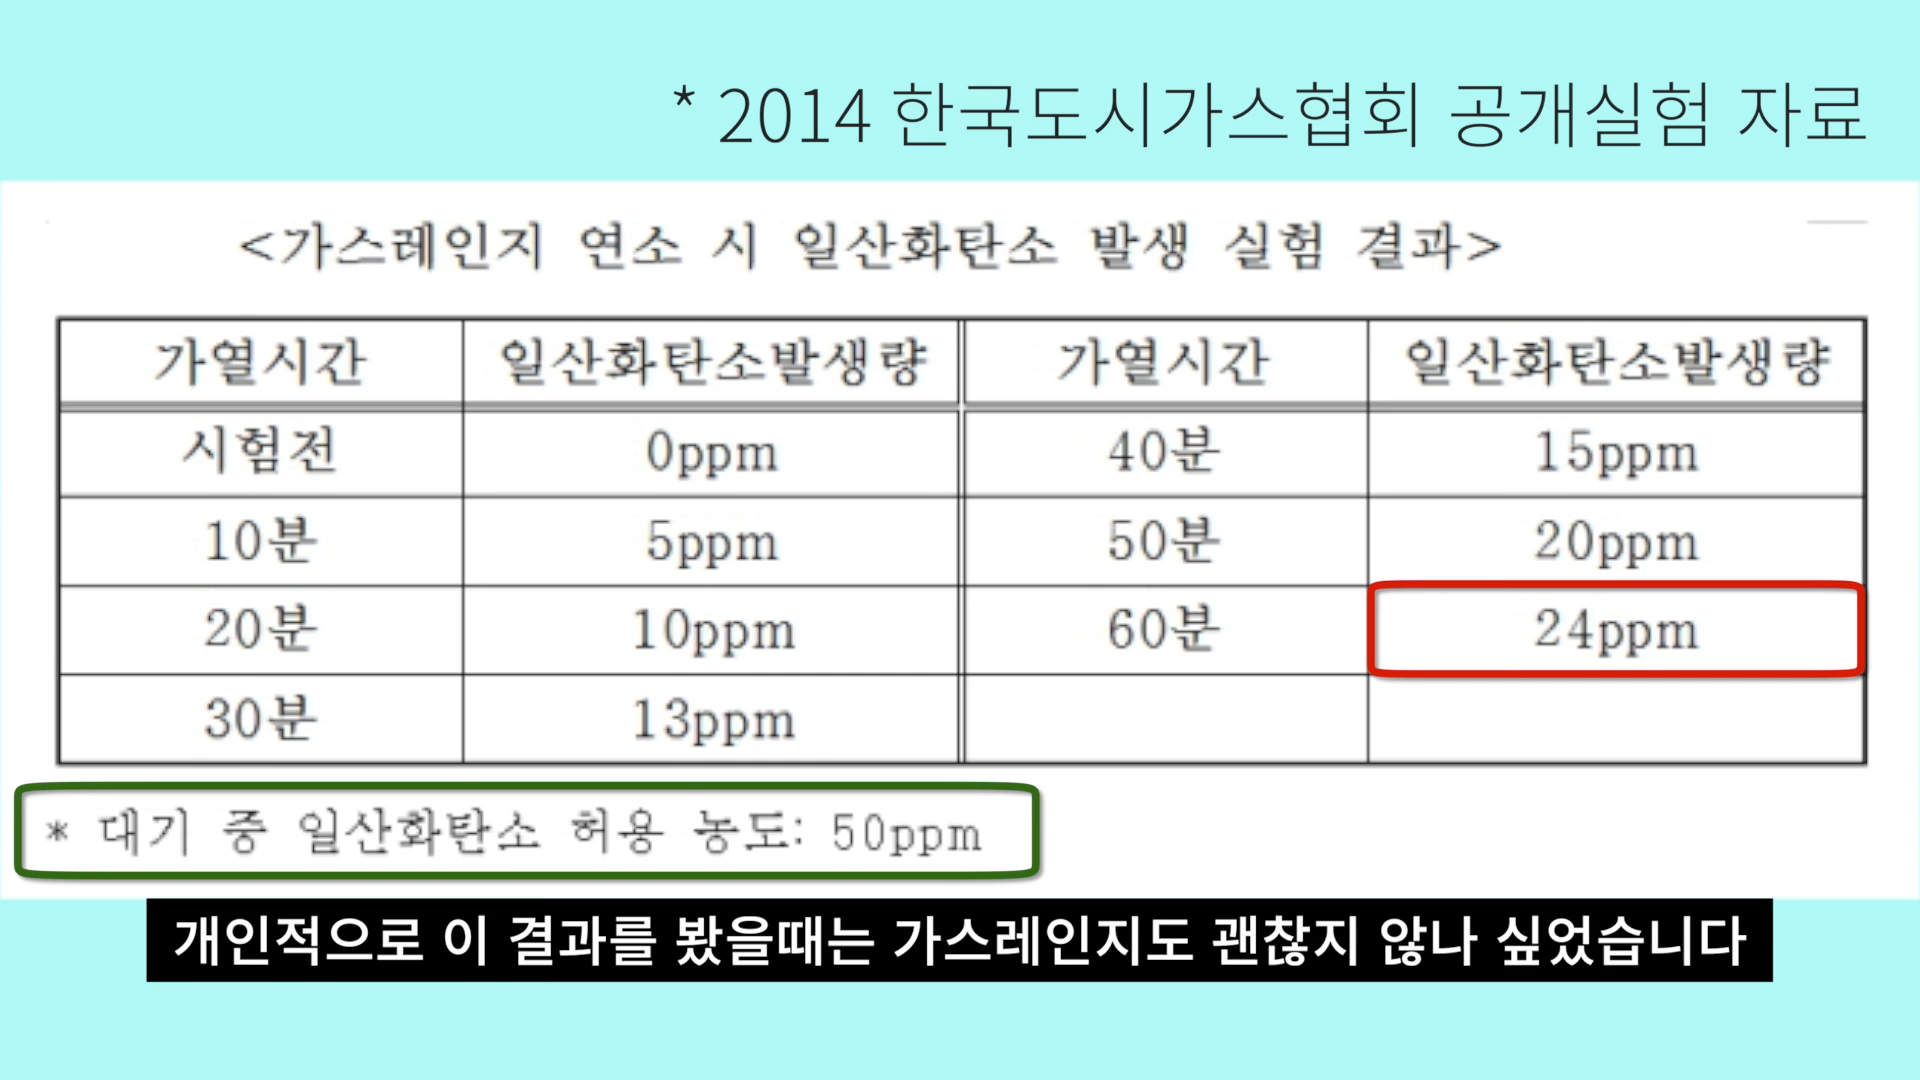 * 2014 한국도시가스협회 공개실험 자료
<가스레인지 연소 시 일산화탄소 발생 실험 결과>
가열시간 일산화탄소발생량 가열시간 일산화탄소발생량
시험전 0ppm 40분 15ppm
10분 5ppm 50분 20ppm
20분 10ppm 60분 24ppm
30분 13ppm
* 대기 중 일산화탄소 허용 농도: 50ppm
개인적으로 이 결과를 봤을때는 가스레인지도 괜찮지 않나 싶었습니다